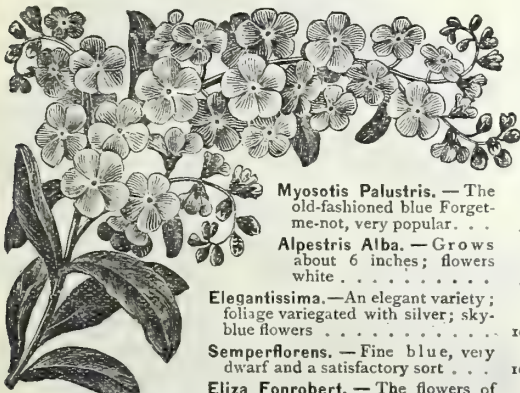 Myosotis Palustris. — The
old-fashioned blue Forget-
me-not, very popular. . .
Alpestris Alba. — Grows
about 6 inches; flowers
white . . . . . . . . . .
Elegantissima.—An elegant variety;
foliage variegated with silver; sky-
blue flowers . . . . . . . . . .
Semperflorens. — Fine blue, very
dwarf and a satisfactory sort . . .
Eliza Fonrobert. — The flowers of